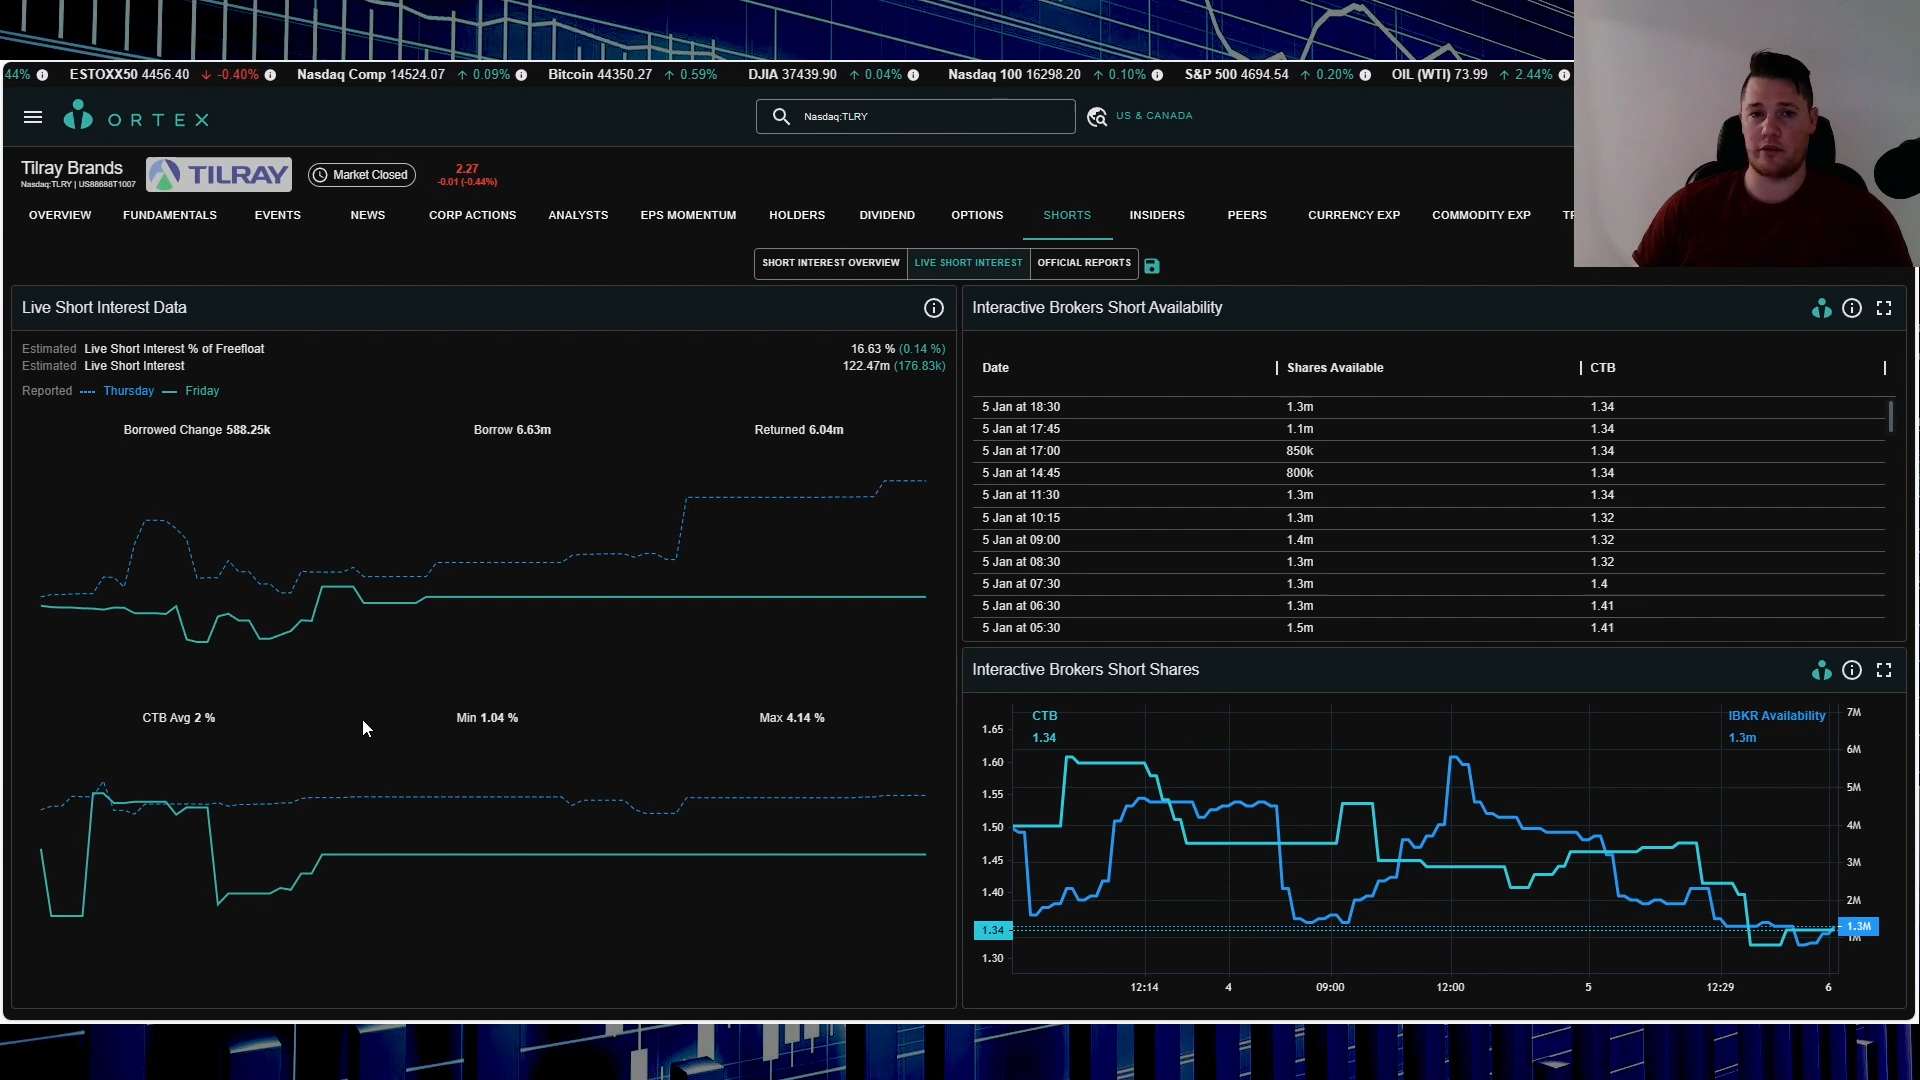 44% ESTOXX50 4456.40 ↓ -0.40% Nasdaq Comp 14524.07 ↑ 0.09% Bitcoin 44350.27 ↑ 0.59% DJIA 37439.90 ↑ 0.04% Nasdaq 100 16298.20 ↑ 0.10% S&P 500 4694.54 ↑ 0.20% OIL (WTI) 73.99 ↑ 2.44%
ORTEX
Nasdaq:TLRY
US & CANADA
Tilray Brands
Nasdaq:TLRY | US88688T1007
TILRAY
Market Closed
2.27
-0.01 (-0.44%)
OVERVIEW FUNDAMENTALS EVENTS NEWS CORP ACTIONS ANALYSTS EPS MOMENTUM HOLDERS DIVIDEND OPTIONS SHORTS INSIDERS PEERS CURRENCY EXP COMMODITY EXP
SHORT INTEREST OVERVIEW LIVE SHORT INTEREST OFFICIAL REPORTS
Live Short Interest Data
Estimated Live Short Interest % of Freefloat 16.63 % (0.14 %)
Estimated Live Short Interest 122.47m (176.83k)
Reported Thursday Friday
Borrowed Change 588.25k Borrow 6.63m Returned 6.04m
CTB Avg 2 % Min 1.04 % Max 4.14 %
Interactive Brokers Short Availability
Date Shares Available CTB
5 Jan at 18:30 1.3m 1.34
5 Jan at 17:45 1.1m 1.34
5 Jan at 17:00 850k 1.34
5 Jan at 14:45 800k 1.34
5 Jan at 11:30 1.3m 1.34
5 Jan at 10:15 1.3m 1.32
5 Jan at 09:00 1.4m 1.32
5 Jan at 08:30 1.3m 1.32
5 Jan at 07:30 1.3m 1.4
5 Jan at 06:30 1.3m 1.41
5 Jan at 05:30 1.5m 1.41
Interactive Brokers Short Shares
CTB
1.34
IBKR Availability
1.3m
1.65
1.60
1.55
1.50
1.45
1.40
1.34
1.30
7M
6M
5M
4M
3M
2M
1.3M
1M
12:14 4 09:00 12:00 5 12:29 6